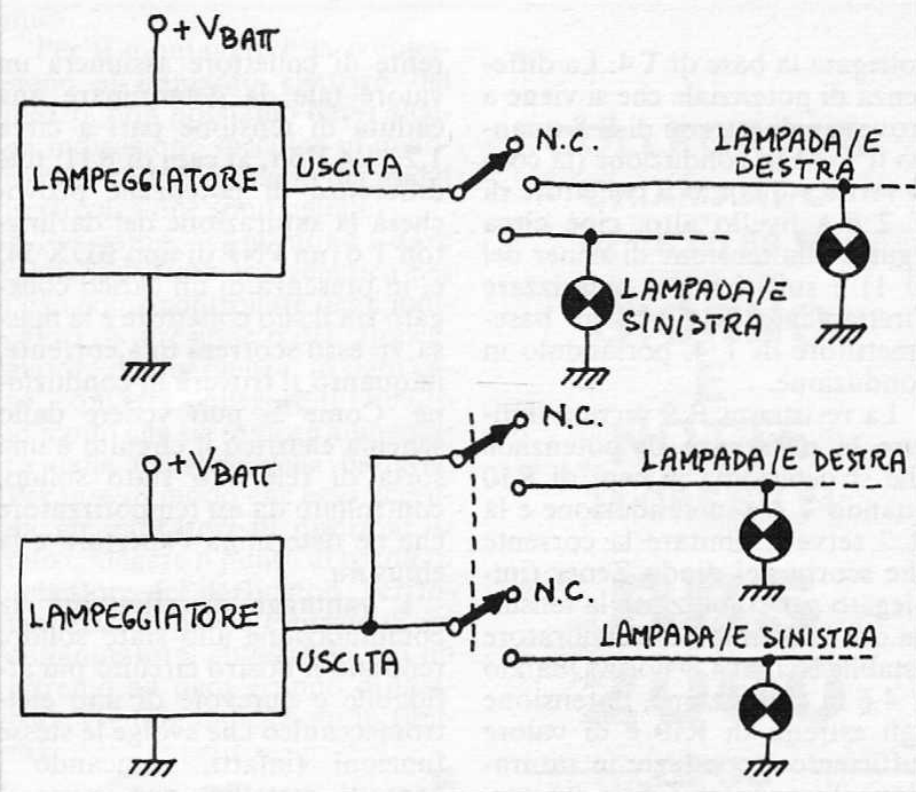 + VBATT
LAMPEGGIATORE
USCITA
N.C.
LAMPADA/E
DESTRA
LAMPADA/E
SINISTRA
+VBATT
LAMPEGGIATORE
USCITA
N.C.
LAMPADA/E DESTRA
N.C.
LAMPADA/E SINISTRA